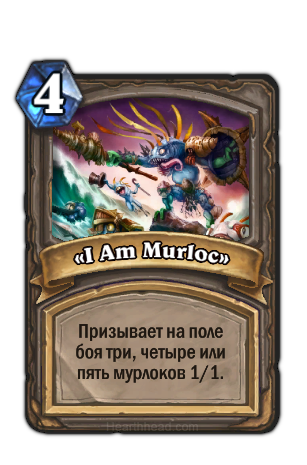 4
«I Am Murloc»
Призывает на поле
боя три, четыре или
пять мурлоков 1/1.
Hearthhead.com